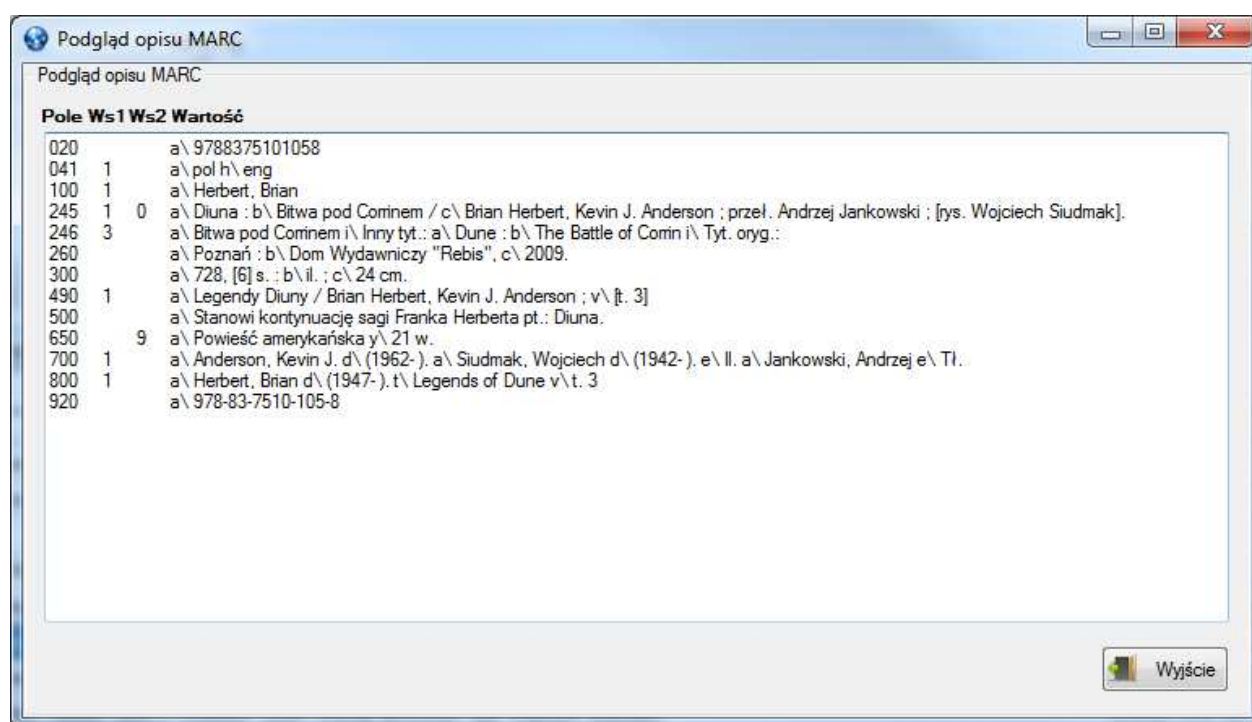 Podgląd opisu MARC
Podgląd opisu MARC
Pole Ws1 Ws2 Wartość
020 a\ 9788375101058
041 1 a\ pol h\ eng
100 1 a\ Herbert, Brian
245 1 0 a\ Diuna : b\ Bitwa pod Corrinem / c\ Brian Herbert, Kevin J. Anderson ; przeł. Andrzej Jankowski ; [rys. Wojciech Siudmak].
246 3 a\ Bitwa pod Corrinem i\ Inny tyt.: a\ Dune : b\ The Battle of Corrin i\ Tyt. oryg.:
260 a\ Poznań : b\ Dom Wydawniczy "Rebis", c\ 2009.
300 a\ 728, [6] s. : b\ il. ; c\ 24 cm.
490 1 a\ Legendy Diuny / Brian Herbert, Kevin J. Anderson ; v\ [t. 3]
500 a\ Stanowi kontynuację sagi Franka Herberta pt.: Diuna.
650 9 a\ Powieść amerykańska y\ 21 w.
700 1 a\ Anderson, Kevin J. d\ (1962- ). a\ Siudmak, Wojciech d\ (1942- ). e\ Il. a\ Jankowski, Andrzej e\ Tł.
800 1 a\ Herbert, Brian d\ (1947- ). t\ Legends of Dune v\ t. 3
920 a\ 978-83-7510-105-8
Wyjście